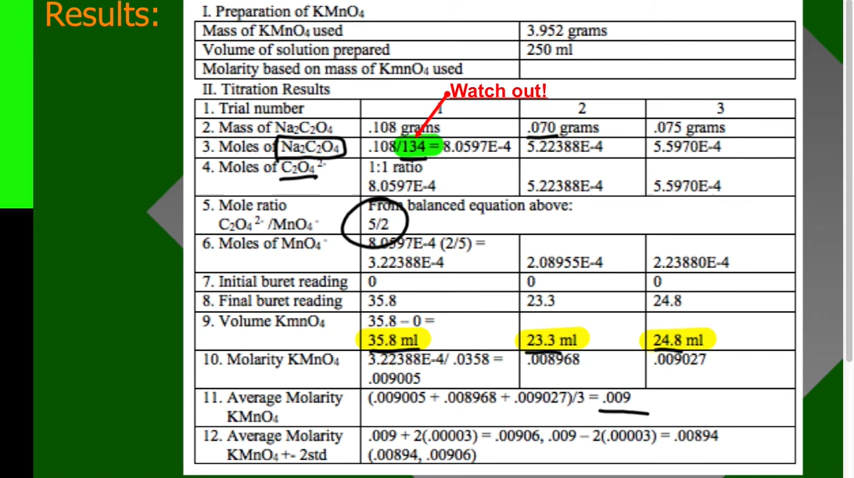 Results:
I. Preparation of KMnO₄
Mass of KMnO₄ used 3.952 grams
Volume of solution prepared 250 ml
Molarity based on mass of KmnO₄ used
II. Titration Results
Watch out!
1. Trial number 1 2 3
2. Mass of Na₂C₂O₄ .108 grams .070 grams .075 grams
3. Moles of Na₂C₂O₄ .108/134 = 8.0597E-4 5.22388E-4 5.5970E-4
4. Moles of C₂O₄²⁻ 1:1 ratio
8.0597E-4 5.22388E-4 5.5970E-4
5. Mole ratio From balanced equation above:
C₂O₄²⁻ /MnO₄⁻ 5/2
6. Moles of MnO₄⁻ 8.0597E-4 (2/5) =
3.22388E-4 2.08955E-4 2.23880E-4
7. Initial buret reading 0 0 0
8. Final buret reading 35.8 23.3 24.8
9. Volume KmnO₄ 35.8 – 0 =
35.8 ml 23.3 ml 24.8 ml
10. Molarity KMnO₄ 3.22388E-4/ .0358 = .008968 .009027
.009005
11. Average Molarity (.009005 + .008968 + .009027)/3 = .009
KMnO₄
12. Average Molarity .009 + 2(.00003) = .00906, .009 – 2(.00003) = .00894
KMnO₄ +- 2std (.00894, .00906)